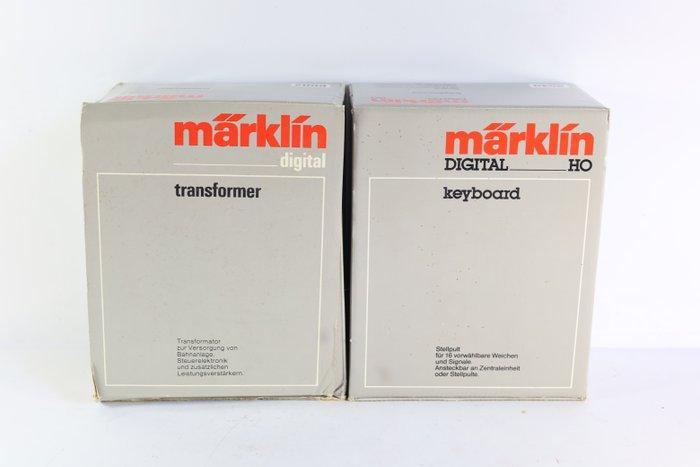 märklin
digital
transformer
Transformator
zur Versorgung von
Bahnanlage,
Steuerelektronik
und zusätzlichen
Leistungsverstärkern.
märklin
DIGITAL HO
keyboard
Stellpult
für 16 vorwählbare Weichen
und Signale.
Ansteckbar an Zentraleinheit
oder Stellpulte.